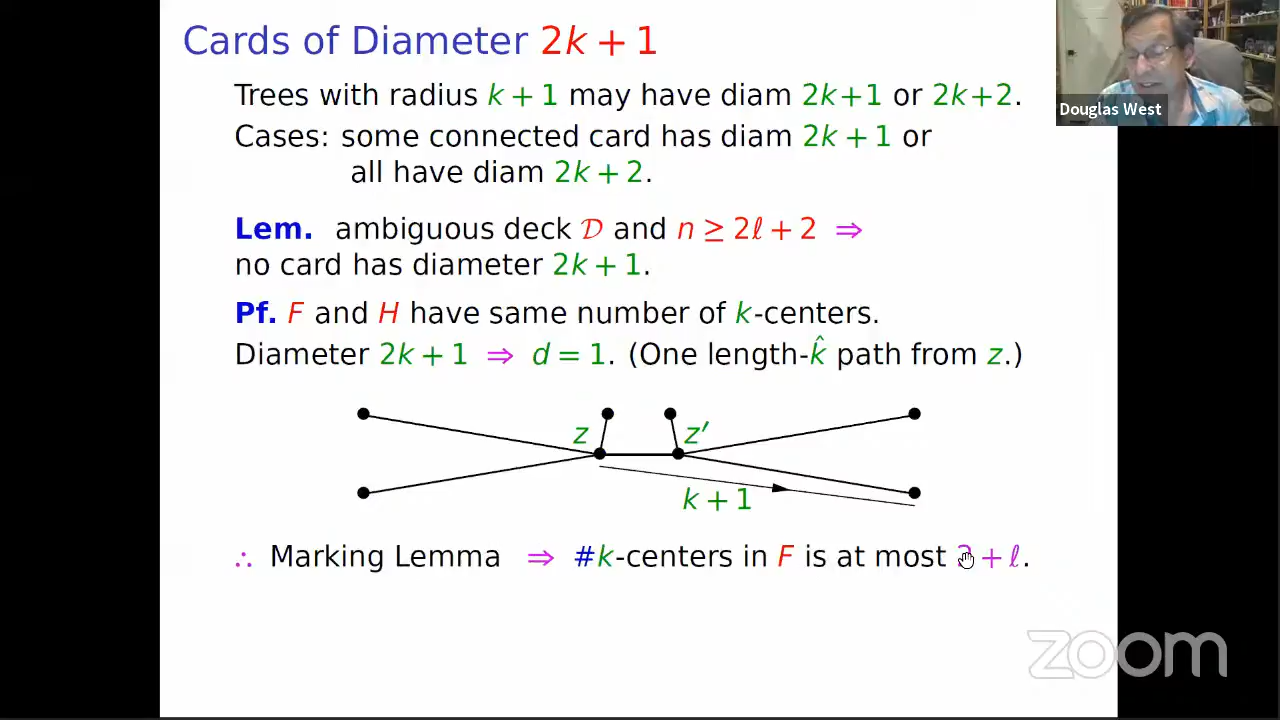 Cards of Diameter 2k + 1
Trees with radius k + 1 may have diam 2k+1 or 2k+2.
Cases: some connected card has diam 2k + 1 or
all have diam 2k + 2.
Lem. ambiguous deck 𝒟 and n ≥ 2ℓ + 2 ⇒
no card has diameter 2k + 1.
Pf. F and H have same number of k-centers.
Diameter 2k + 1 ⇒ d = 1. (One length-k̂ path from z.)
z z′
k + 1
∴ Marking Lemma ⇒ #k-centers in F is at most + ℓ.
Douglas West
zoom